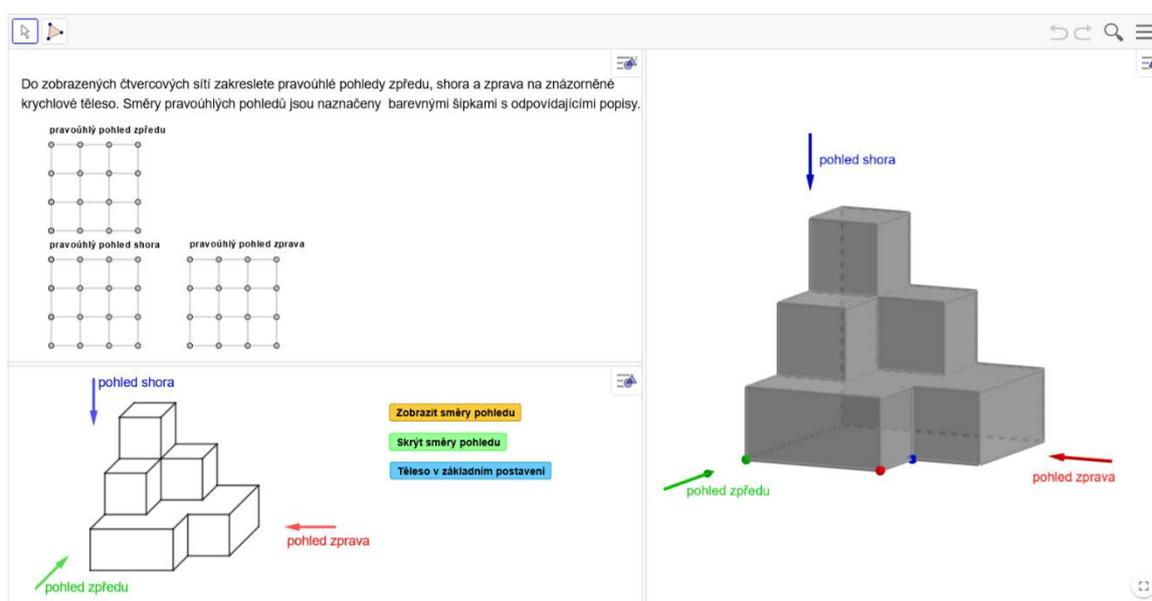 Do zobrazených čtvercových sítí zakreslete pravoúhlé pohledy zpředu, shora a zprava na znázorněné
krychlové těleso. Směry pravoúhlých pohledů jsou naznačeny barevnými šipkami s odpovídajícími popisy.
pravoúhlý pohled zpředu
pravoúhlý pohled shora
pravoúhlý pohled zprava
pohled shora
Zobrazit směry pohledu
Skrýt směry pohledu
Těleso v základním postavení
pohled zprava
pohled zpředu
pohled shora
pohled zprava
pohled zpředu